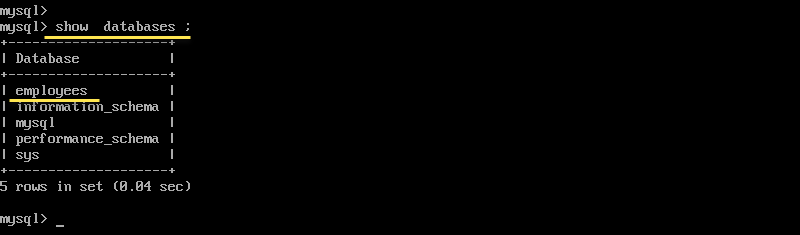 mysql>
mysql> show  databases ;
+--------------------+
| Database           |
+--------------------+
| employees          |
| information_schema |
| mysql              |
| performance_schema |
| sys                |
+--------------------+
5 rows in set (0.04 sec)
mysql> _